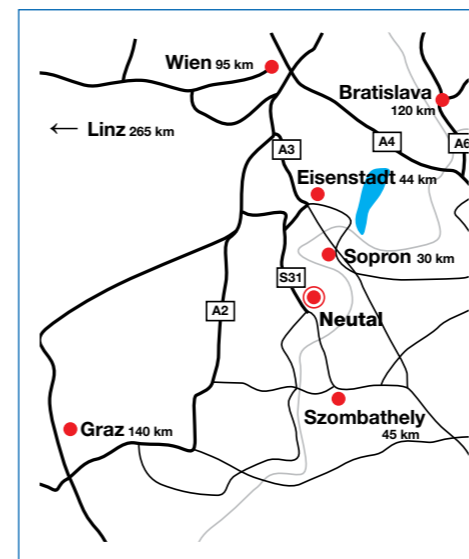 Wien 95 km
Bratislava
120 km
← Linz 265 km
A4
A6
A3
Eisenstadt 44 km
Sopron 30 km
S31
A2
Neutal
Szombathely
45 km
Graz 140 km